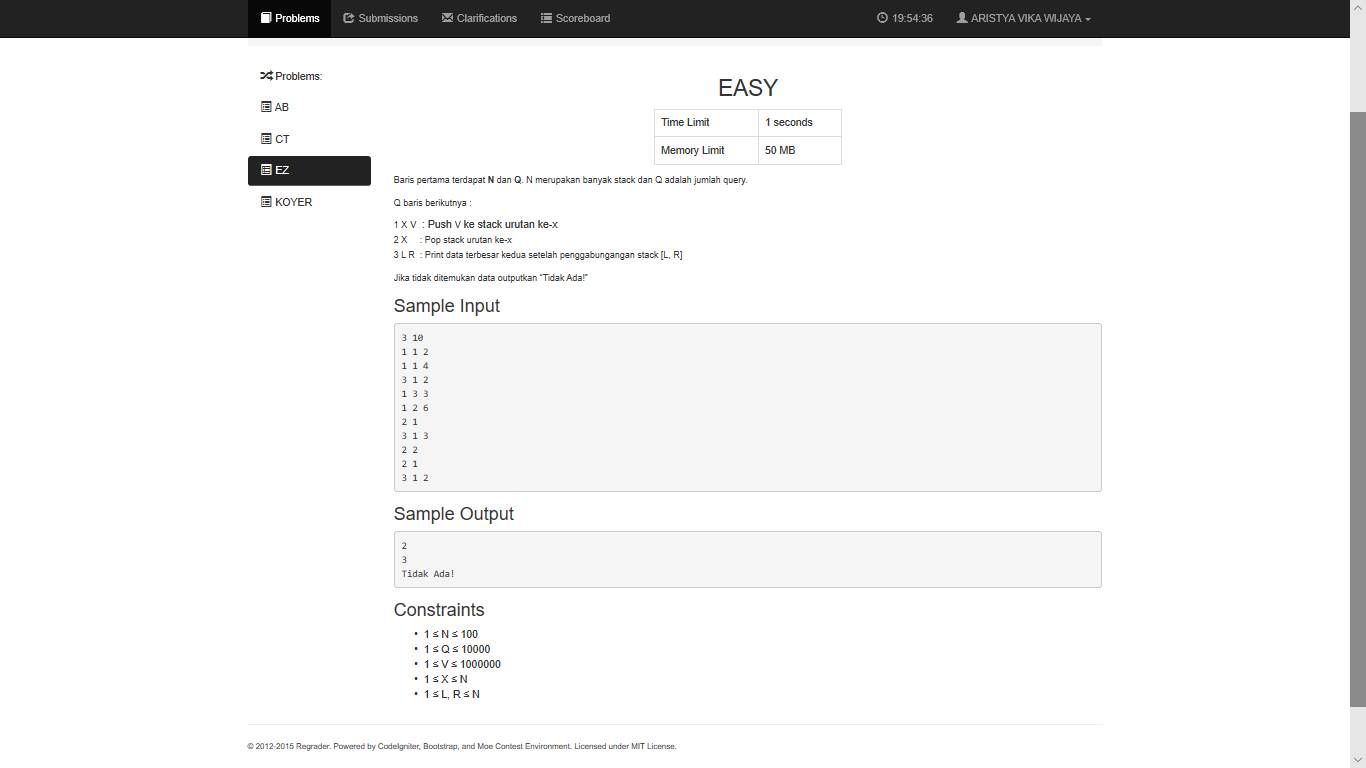 Problems Submissions Clarifications Scoreboard 19:54:36 ARISTYA VIKA WIJAYA
Problems:
AB
CT
EZ
KOYER
EASY
Time Limit 1 seconds
Memory Limit 50 MB
Baris pertama terdapat N dan Q. N merupakan banyak stack dan Q adalah jumlah query.
Q baris berikutnya :
1 X V : Push V ke stack urutan ke-x
2 X : Pop stack urutan ke-x
3 L R : Print data terbesar kedua setelah penggabungangan stack [L, R]
Jika tidak ditemukan data outputkan “Tidak Ada!”
Sample Input
3 10
1 1 2
1 1 4
3 1 2
1 3 3
1 2 6
2 1
3 1 3
2 2
2 1
3 1 2
Sample Output
2
3
Tidak Ada!
Constraints
• 1 ≤ N ≤ 100
• 1 ≤ Q ≤ 10000
• 1 ≤ V ≤ 1000000
• 1 ≤ X ≤ N
• 1 ≤ L, R ≤ N
© 2012-2015 Regrader. Powered by CodeIgniter, Bootstrap, and Moe Contest Environment. Licensed under MIT License.